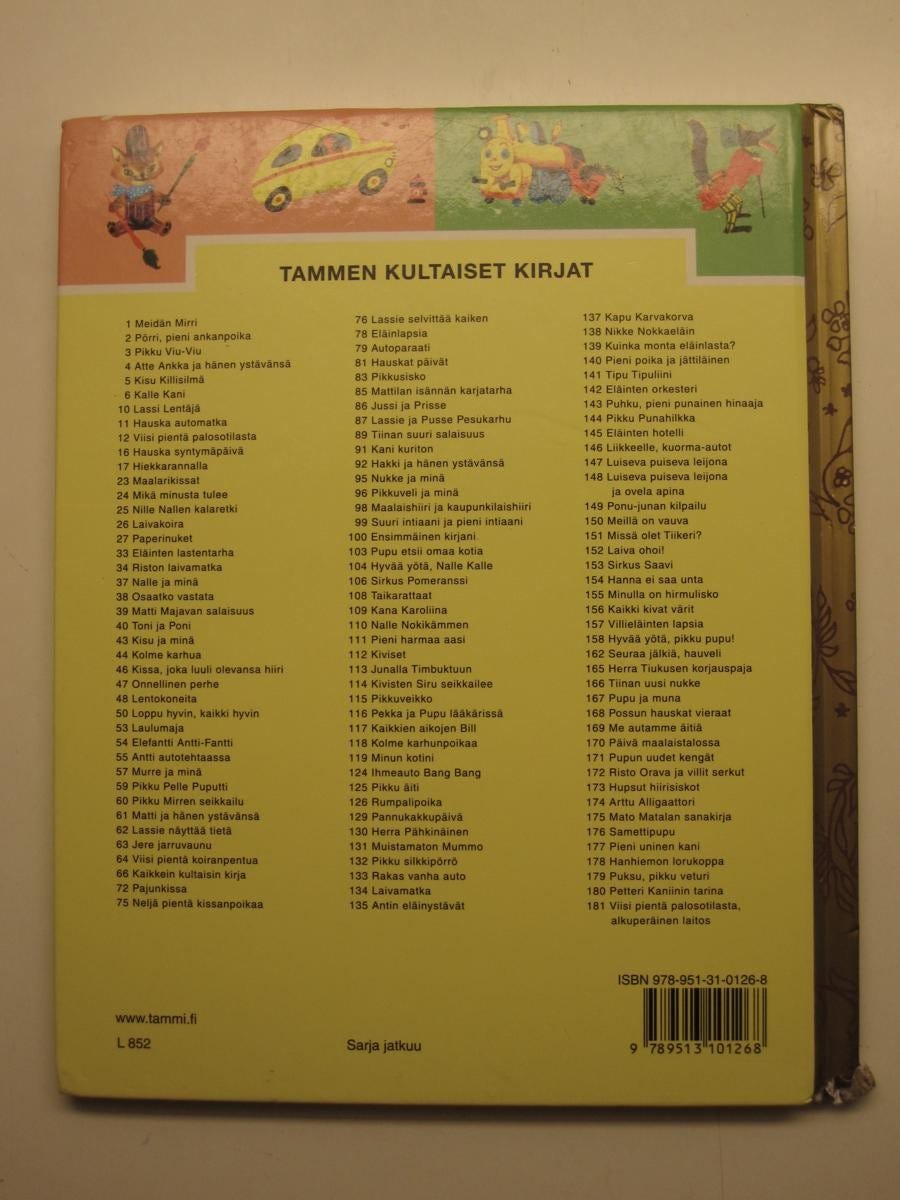 TAMMEN KULTAISET KIRJAT
1 Meidän Mirri
2 Pörri, pieni ankanpoika
3 Pikku Viu-Viu
4 Atte Ankka ja hänen ystävänsä
5 Kisu Killisilmä
6 Kalle Kani
10 Lassi Lentäjä
11 Hauska automatka
12 Viisi pientä palosotilasta
16 Hauska syntymäpäivä
17 Hiekkarannalla
23 Maalarikissat
24 Mikä minusta tulee
25 Nille Nallen kalaretki
26 Laivakoira
27 Paperinuket
33 Eläinten lastentarha
34 Riston laivamatka
37 Nalle ja minä
38 Osaatko vastata
39 Matti Majavan salaisuus
40 Toni ja Poni
43 Kisu ja minä
44 Kolme karhua
46 Kissa, joka luuli olevansa hiiri
47 Onnellinen perhe
48 Lentokoneita
50 Loppu hyvin, kaikki hyvin
53 Laulumaja
54 Elefantti Antti-Fantti
55 Antti autotehtaassa
57 Murre ja minä
59 Pikku Pelle Puputti
60 Pikku Mirren seikkailu
61 Matti ja hänen ystävänsä
62 Lassie näyttää tietä
63 Jere jarruvaunu
64 Viisi pientä koiranpentua
66 Kaikkein kultaisin kirja
72 Pajunkissa
75 Neljä pientä kissanpoikaa
76 Lassie selvittää kaiken
78 Eläinlapsia
79 Autoparaati
81 Hauskat päivät
83 Pikkusisko
85 Mattilan isännän karjatarha
86 Jussi ja Prisse
87 Lassie ja Pusse Pesukarhu
89 Tiinan suuri salaisuus
91 Kani kuriton
92 Hakki ja hänen ystävänsä
95 Nukke ja minä
96 Pikkuveli ja minä
98 Maalaishiiri ja kaupunkilaishiiri
99 Suuri intiaani ja pieni intiaani
100 Ensimmäinen kirjani
103 Pupu etsii omaa kotia
104 Hyvää yötä, Nalle Kalle
106 Sirkus Pomeranssi
108 Taikarattaat
109 Kana Karoliina
110 Nalle Nokikämmen
111 Pieni harmaa aasi
112 Kiviset
113 Junalla Timbuktuun
114 Kivisten Siru seikkailee
115 Pikkuveikko
116 Pekka ja Pupu lääkärissä
117 Kaikkien aikojen Bill
118 Kolme karhunpoikaa
119 Minun kotini
124 Ihmeauto Bang Bang
125 Pikku äiti
126 Rumpalipoika
129 Pannukakkupäivä
130 Herra Pähkinäinen
131 Muistamaton Mummo
132 Pikku silkkipörrö
133 Rakas vanha auto
134 Laivamatka
135 Antin eläinystävät
137 Kapu Karvakorva
138 Nikke Nokkaeläin
139 Kuinka monta eläinlasta?
140 Pieni poika ja jättiläinen
141 Tipu Tipuliini
142 Eläinten orkesteri
143 Puhku, pieni punainen hinaaja
144 Pikku Punahilkka
145 Eläinten hotelli
146 Liikkeelle, kuorma-autot
147 Luiseva puiseva leijona
148 Luiseva puiseva leijona
ja ovela apina
149 Ponu-junan kilpailu
150 Meillä on vauva
151 Missä olet Tiikeri?
152 Laiva ohoi!
153 Sirkus Saavi
154 Hanna ei saa unta
155 Minulla on hirmulisko
156 Kaikki kivat värit
157 Villieläinten lapsia
158 Hyvää yötä, pikku pupu!
162 Seuraa jälkiä, hauveli
165 Herra Tiukusen korjauspaja
166 Tiinan uusi nukke
167 Pupu ja muna
168 Possun hauskat vieraat
169 Me autamme äitiä
170 Päivä maalaistalossa
171 Pupun uudet kengät
172 Risto Orava ja villit serkut
173 Hupsut hiirisiskot
174 Arttu Alligaattori
175 Mato Matalan sanakirja
176 Samettipupu
177 Pieni uninen kani
178 Hanhiemon lorukoppa
179 Puksu, pikku veturi
180 Petteri Kaniinin tarina
181 Viisi pientä palosotilasta,
alkuperäinen laitos
www.tammi.fi
L 852
Sarja jatkuu
ISBN 978-951-31-0126-8
9 789513 101268